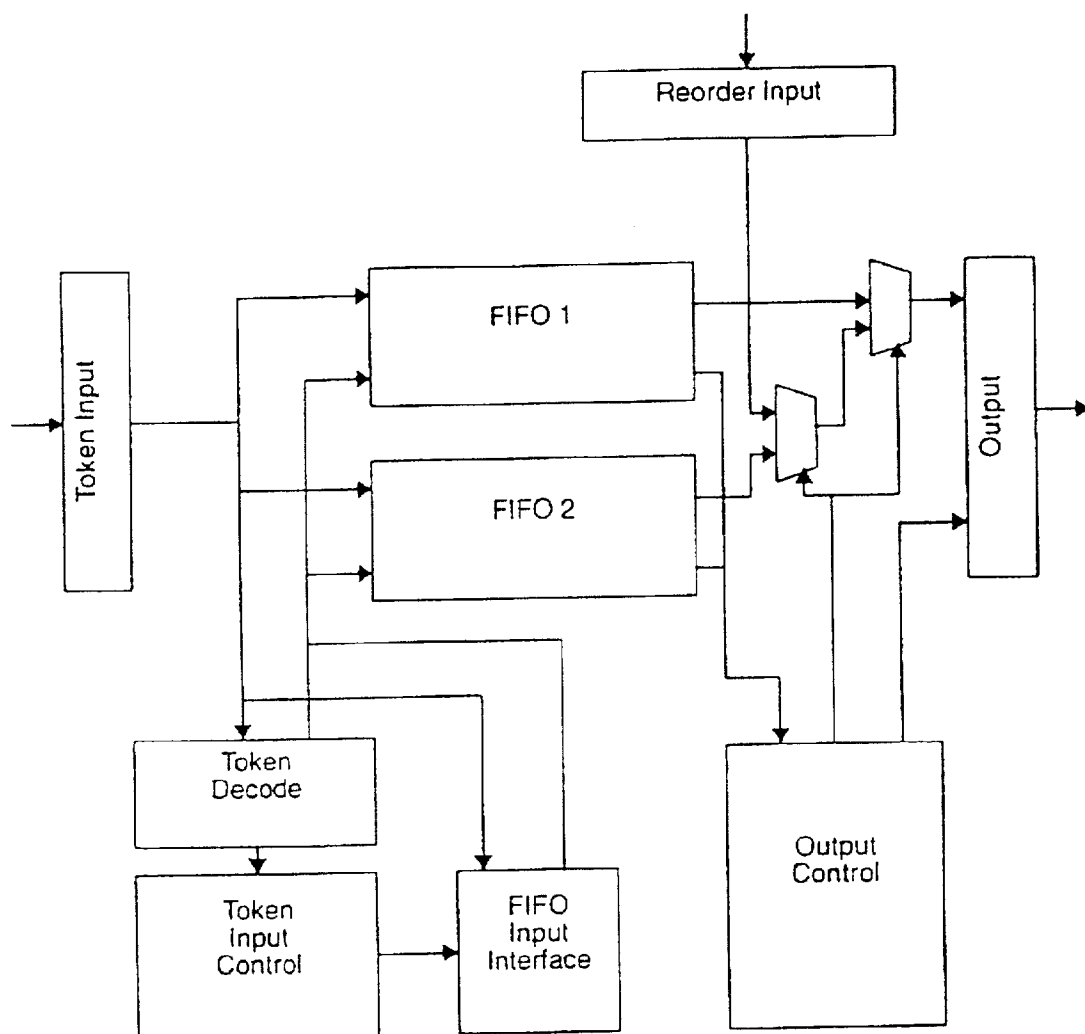 Reorder Input
Token Input
FIFO 1
Output
FIFO 2
Token
Decode
Token
Input
Control
FIFO
Input
Interface
Output
Control